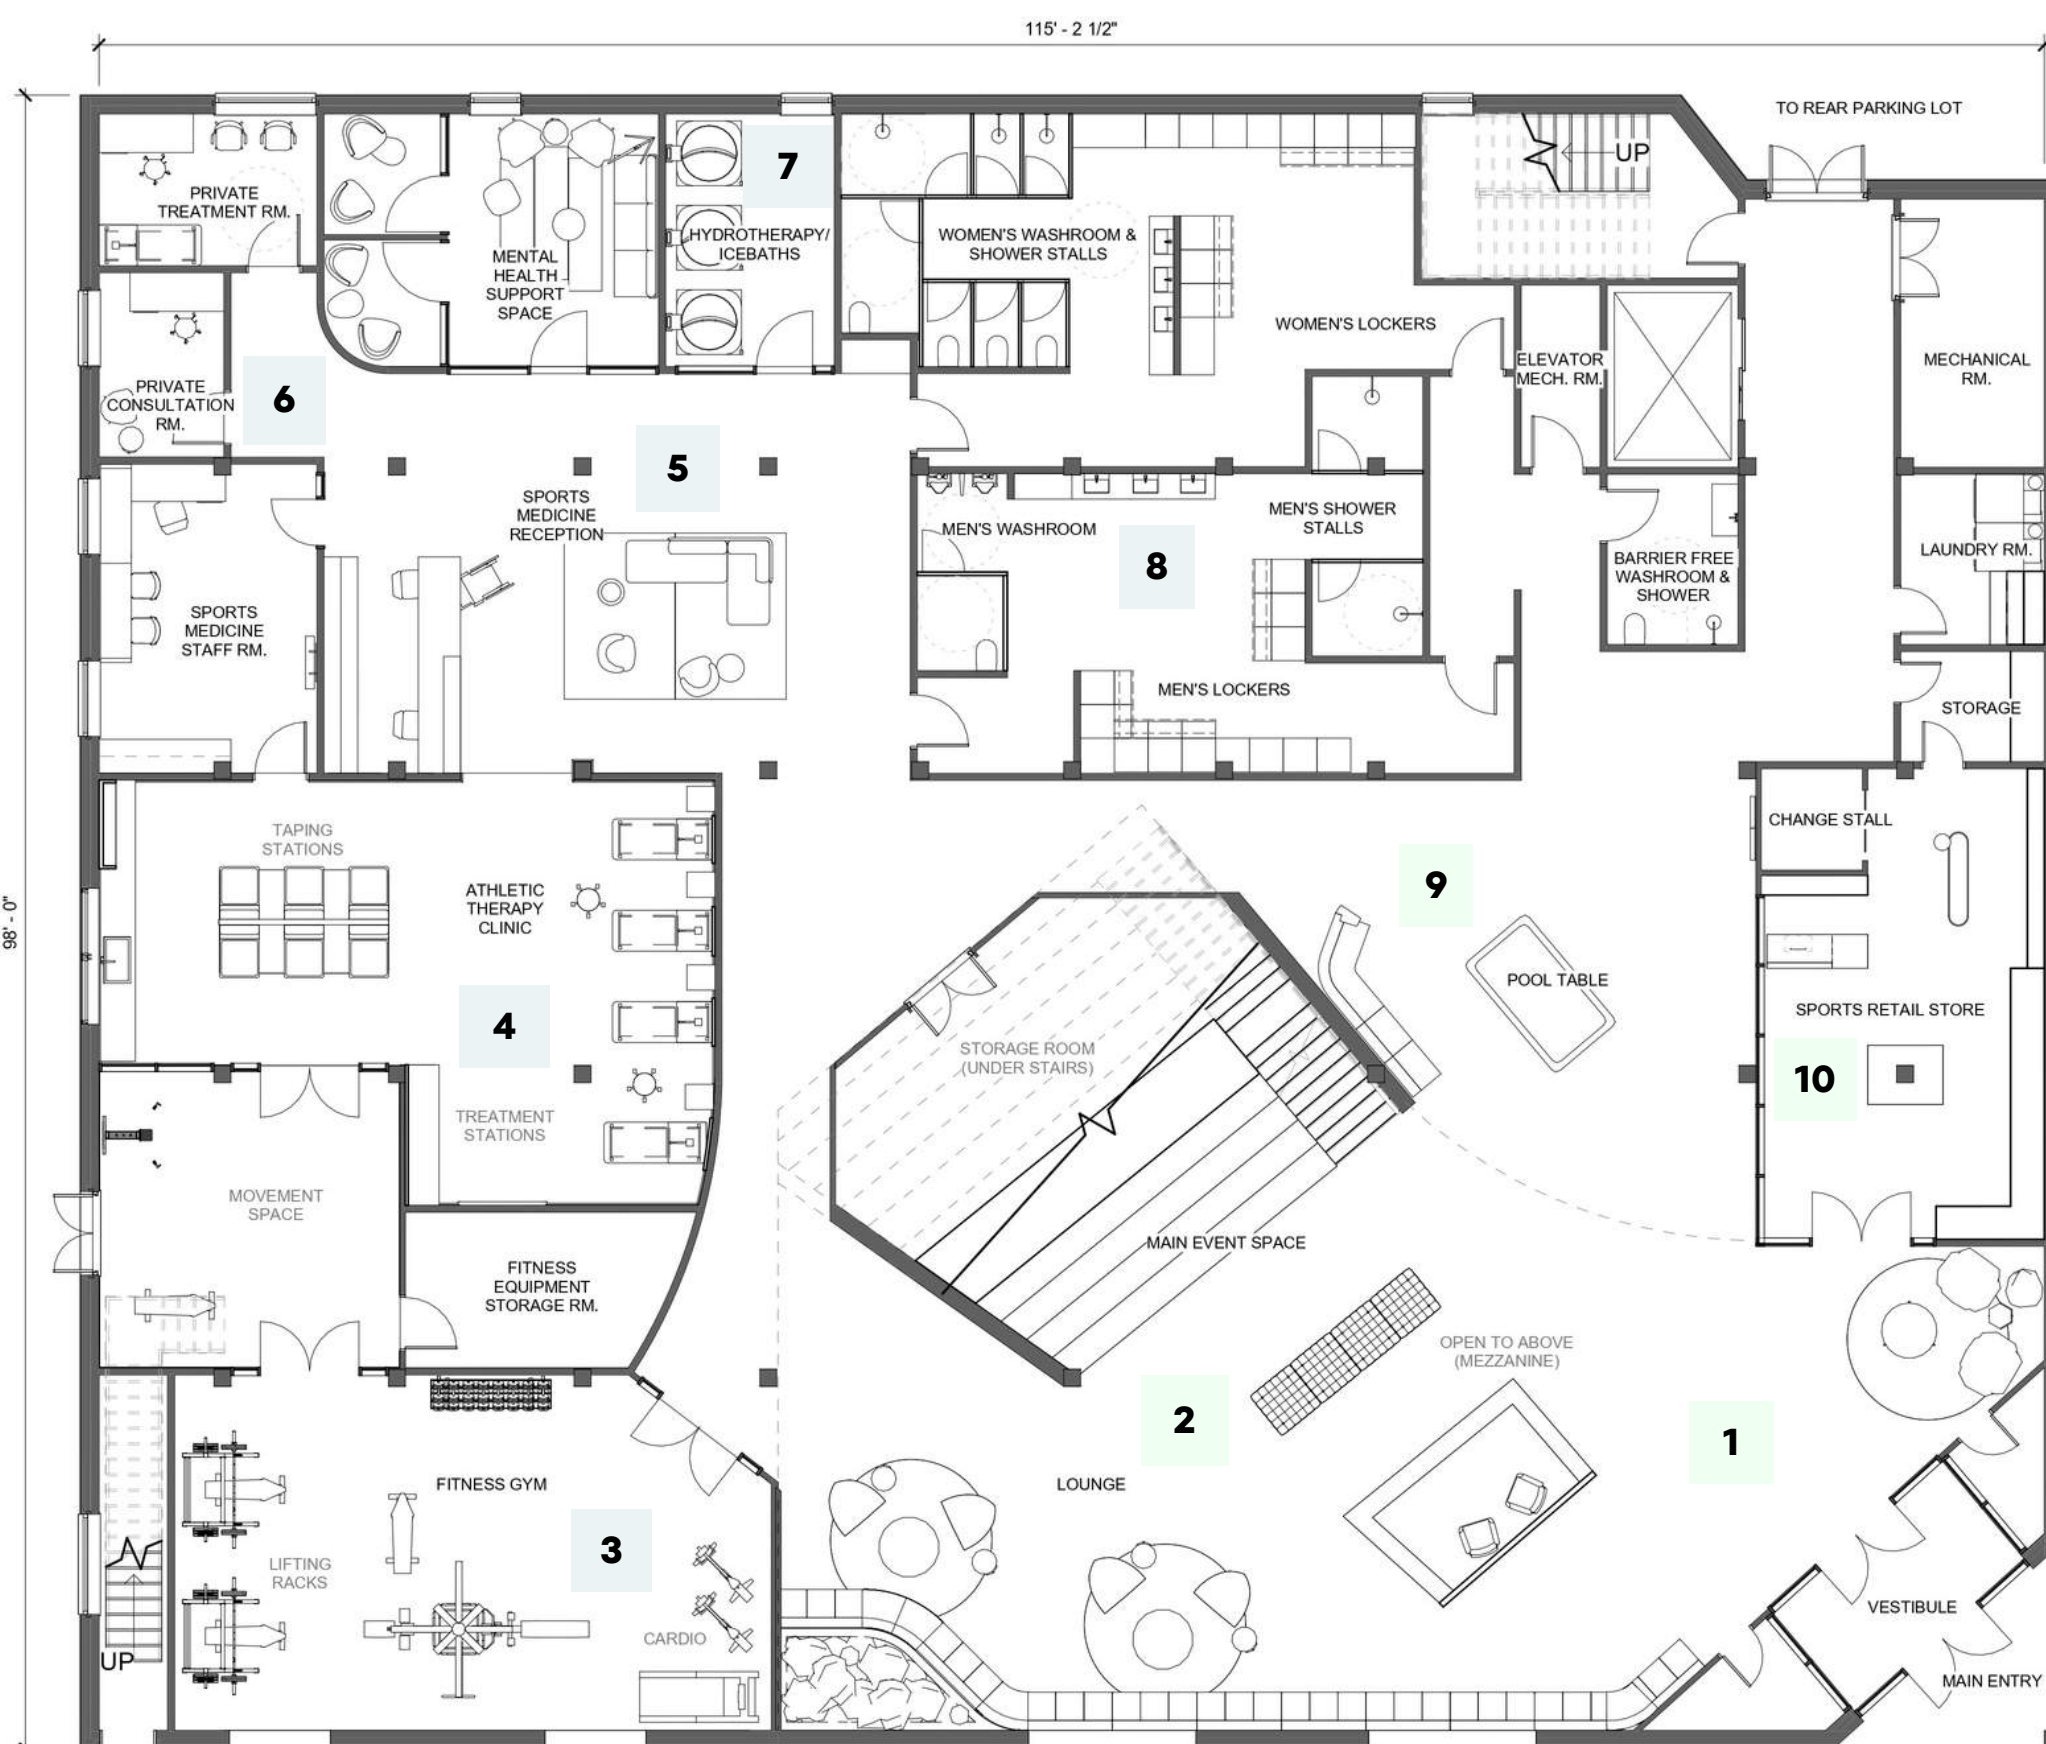 115' - 2 1/2"
TO REAR PARKING LOT
UP
7
PRIVATE
TREATMENT RM.
MENTAL
HEALTH
SUPPORT
SPACE
HYDROTHERAPY/
ICEBATHS
WOMEN'S WASHROOM &
SHOWER STALLS
WOMEN'S LOCKERS
ELEVATOR
MECH. RM.
MECHANICAL
RM.
PRIVATE
CONSULTATION
RM.
6
5
SPORTS
MEDICINE
RECEPTION
MEN'S WASHROOM
MEN'S SHOWER
STALLS
8
BARRIER FREE
WASHROOM &
SHOWER
LAUNDRY RM.
SPORTS
MEDICINE
STAFF RM.
MEN'S LOCKERS
STORAGE
TAPING
STATIONS
ATHLETIC
THERAPY
CLINIC
98' - 0"
CHANGE STALL
9
POOL TABLE
SPORTS RETAIL STORE
4
STORAGE ROOM
(UNDER STAIRS)
10
TREATMENT
STATIONS
MOVEMENT
SPACE
MAIN EVENT SPACE
FITNESS
EQUIPMENT
STORAGE RM.
OPEN TO ABOVE
(MEZZANINE)
2
1
FITNESS GYM
LOUNGE
3
LIFTING
RACKS
CARDIO
VESTIBULE
UP
MAIN ENTRY